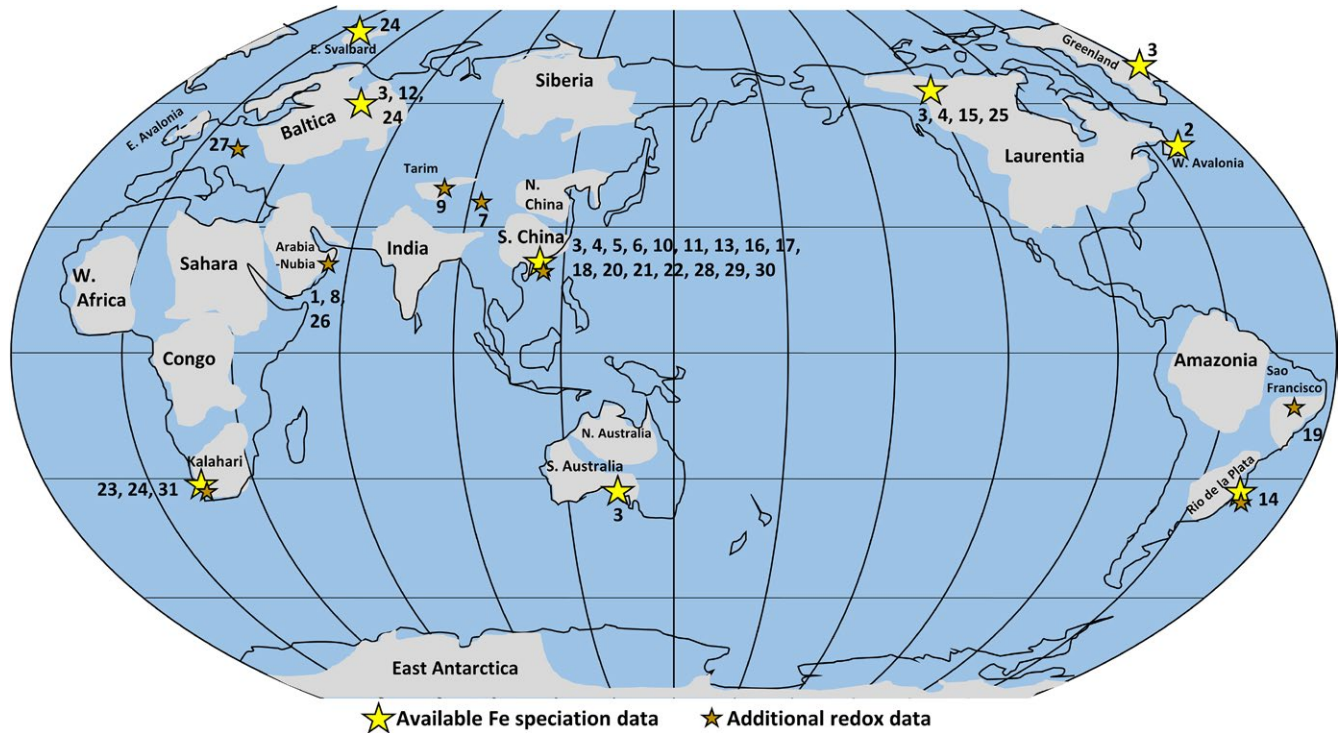 24
E. Svalbard
Greenland
3
Siberia
3, 12,
24
Baltica
E. Avalonia
27
3, 4, 15, 25
Laurentia
2
W. Avalonia
Tarim
9
7
N.
China
S. China
3, 4, 5, 6, 10, 11, 13, 16, 17,
18, 20, 21, 22, 28, 29, 30
India
Arabia
-Nubia
1, 8,
26
Sahara
W.
Africa
Congo
Amazonia
Sao
Francisco
19
N. Australia
S. Australia
3
Kalahari
23, 24, 31
Rio de la Plata
14
East Antarctica
Available Fe speciation data
Additional redox data